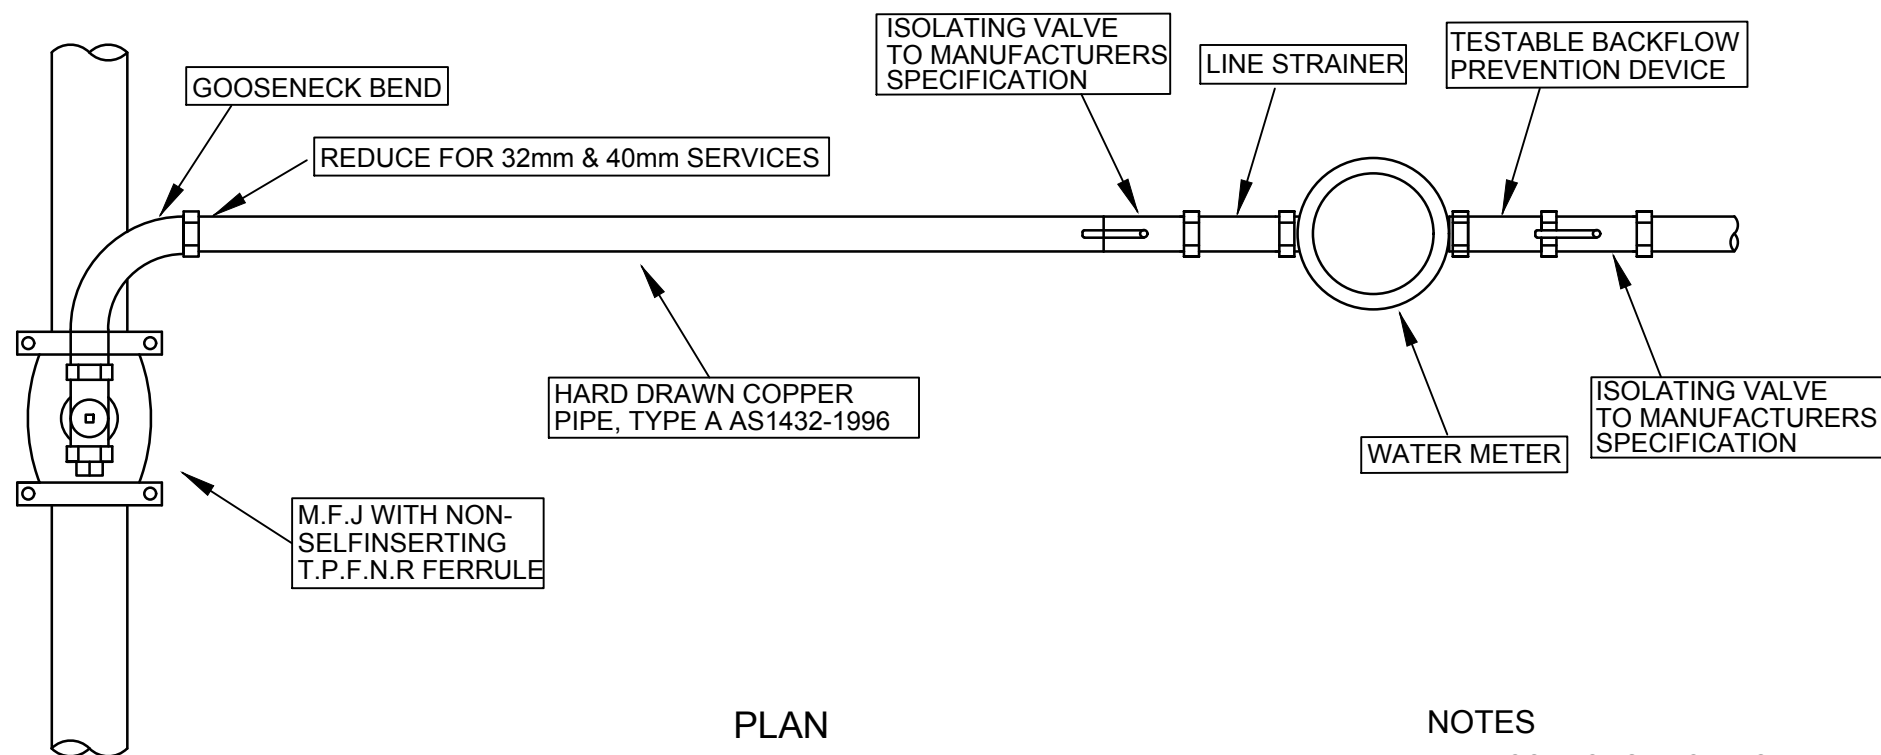 ISOLATING VALVE
TO MANUFACTURERS
SPECIFICATION
LINE STRAINER
TESTABLE BACKFLOW
PREVENTION DEVICE
GOOSENECK BEND
REDUCE FOR 32mm & 40mm SERVICES
HARD DRAWN COPPER
PIPE, TYPE A AS1432-1996
ISOLATING VALVE
TO MANUFACTURERS
SPECIFICATION
WATER METER
M.F.J WITH NON-
SELFINSERTING
T.P.F.N.R FERRULE
PLAN
NOTES